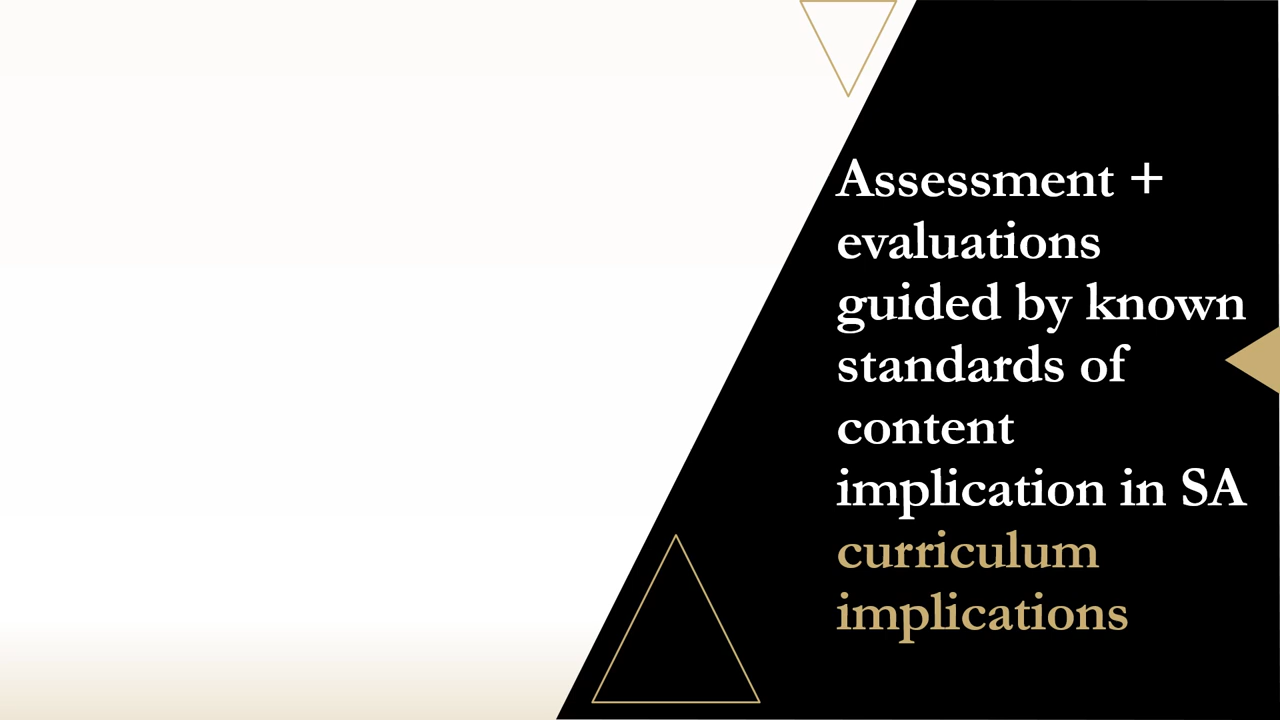 Assessment +
evaluations
guided by known
standards of
content
implication in SA
curriculum
implications